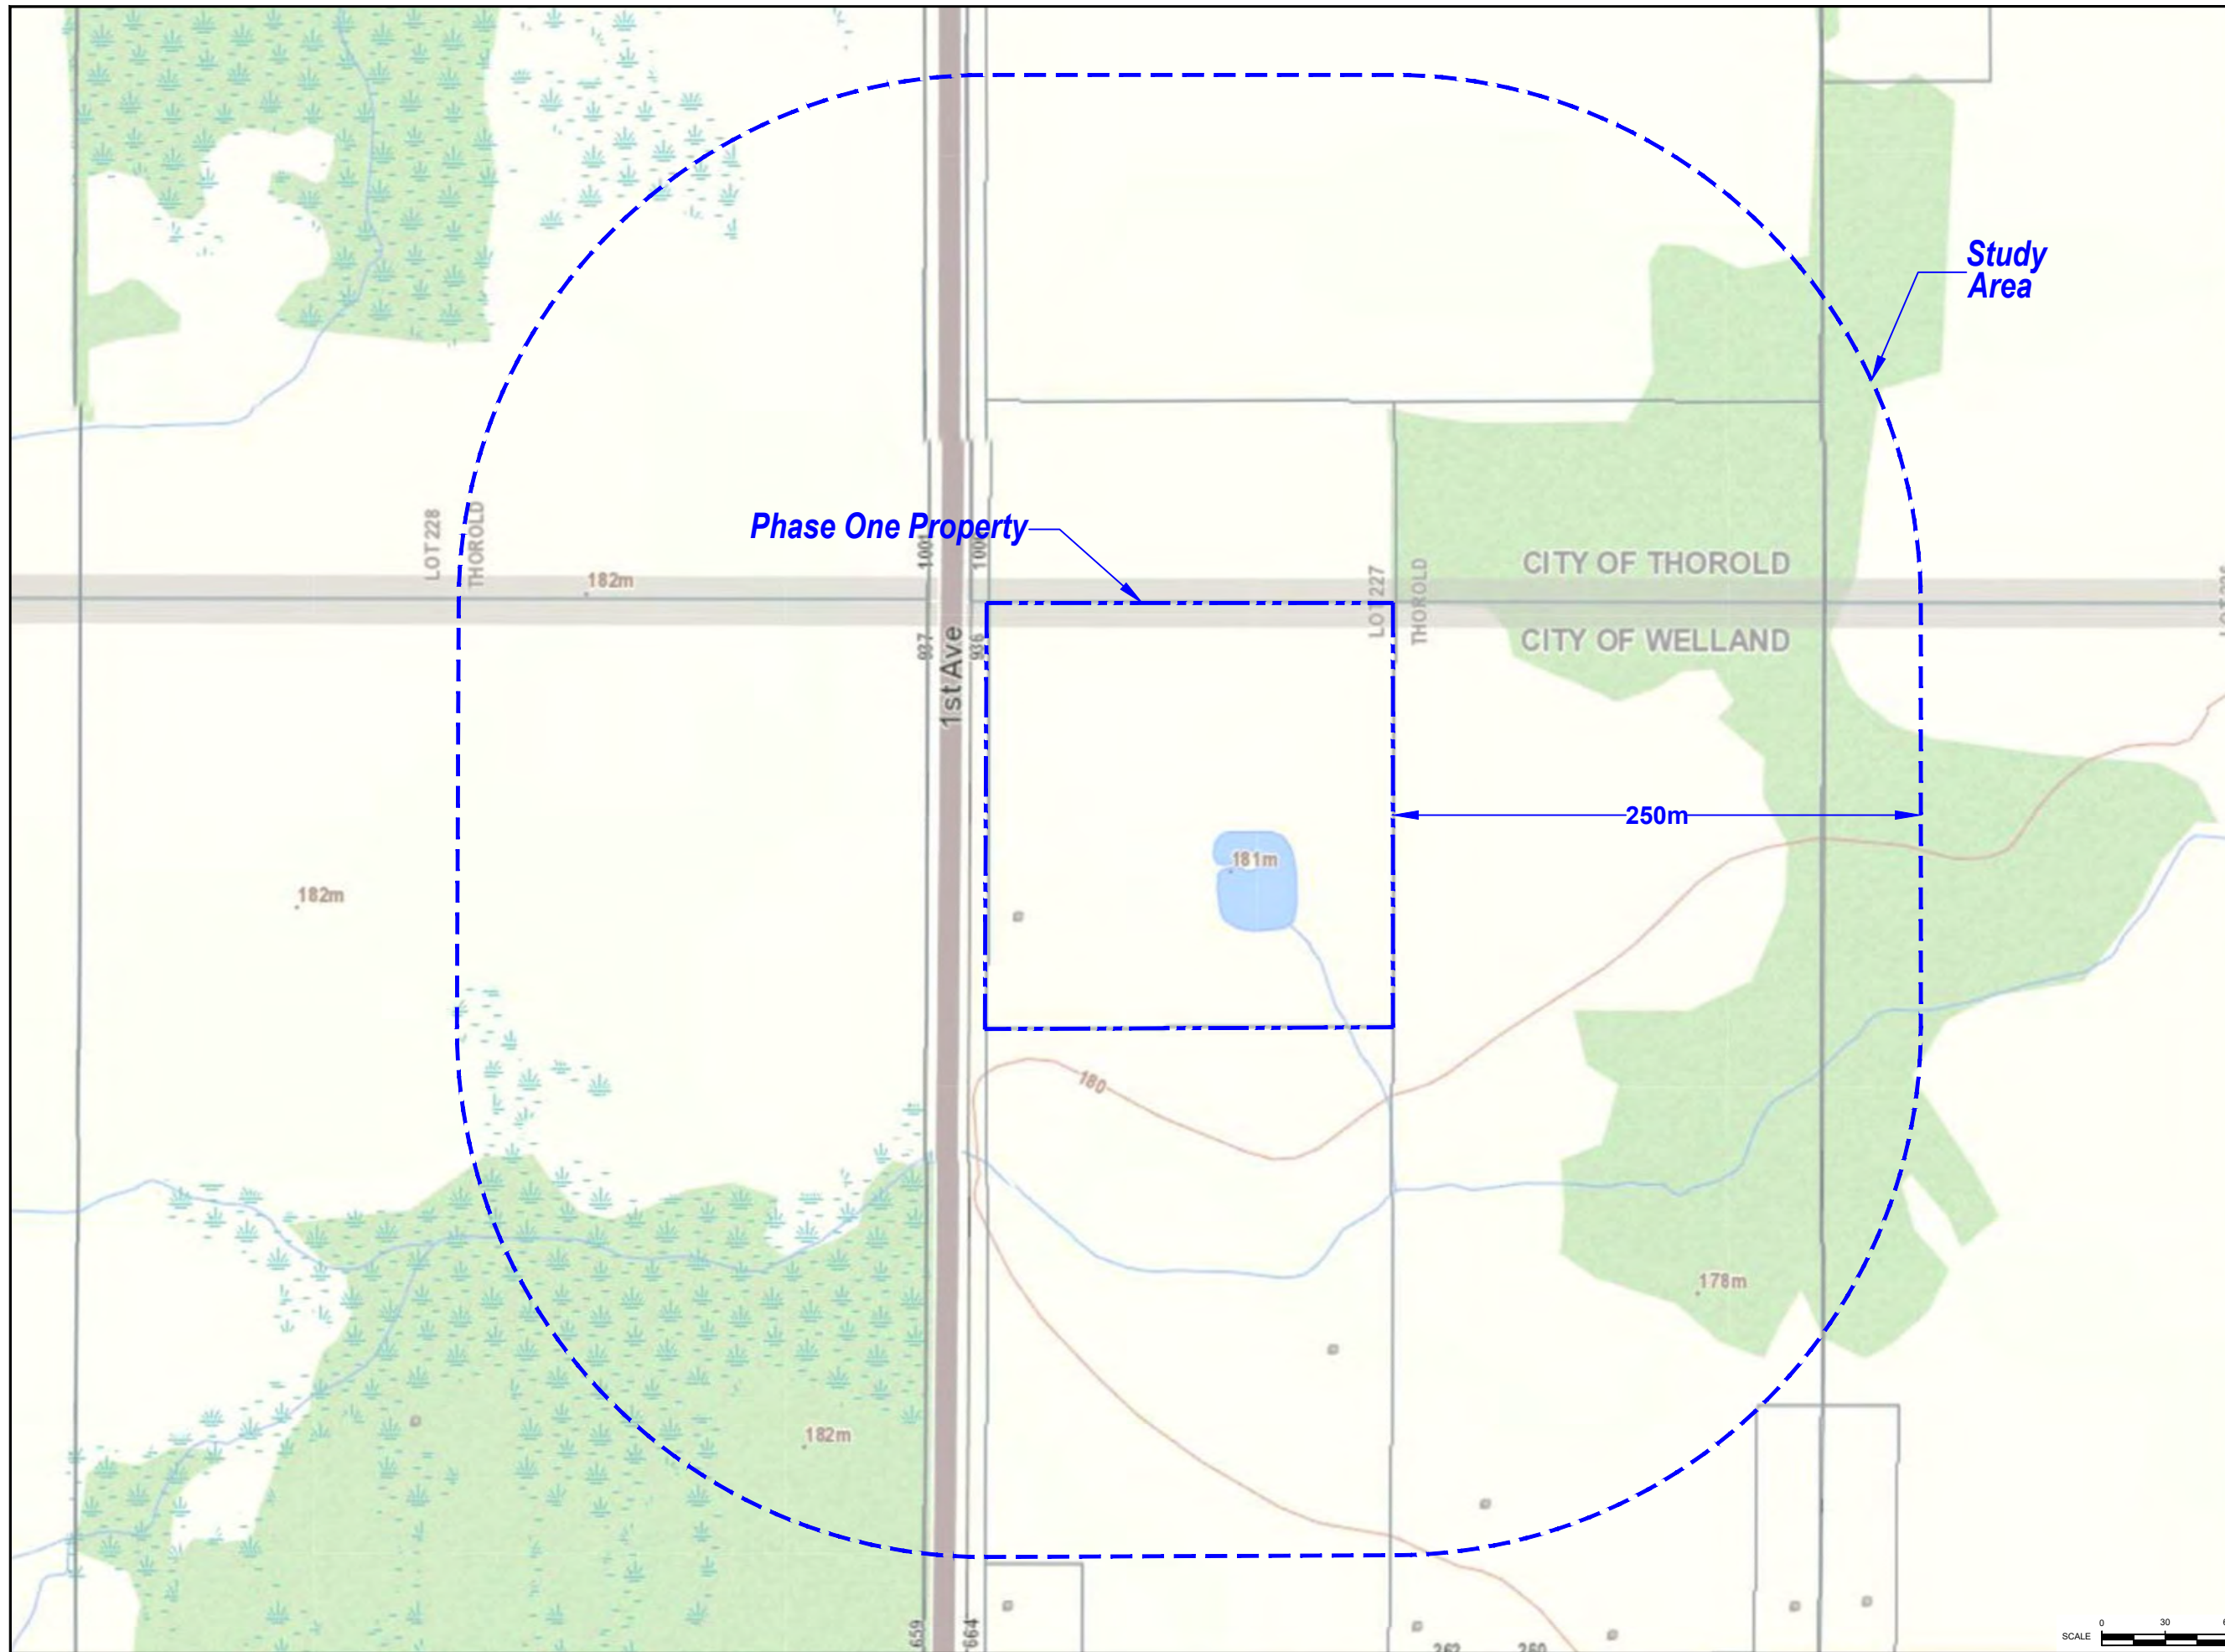 Study
Area
LOT 228
THOROLD
Phase One Property
1001
182m
LOT 227
THOROLD
CITY OF THOROLD
CITY OF WELLAND
937
936
1st Ave
250m
181m
182m
180
178m
182m
659
664
SCALE
0
30